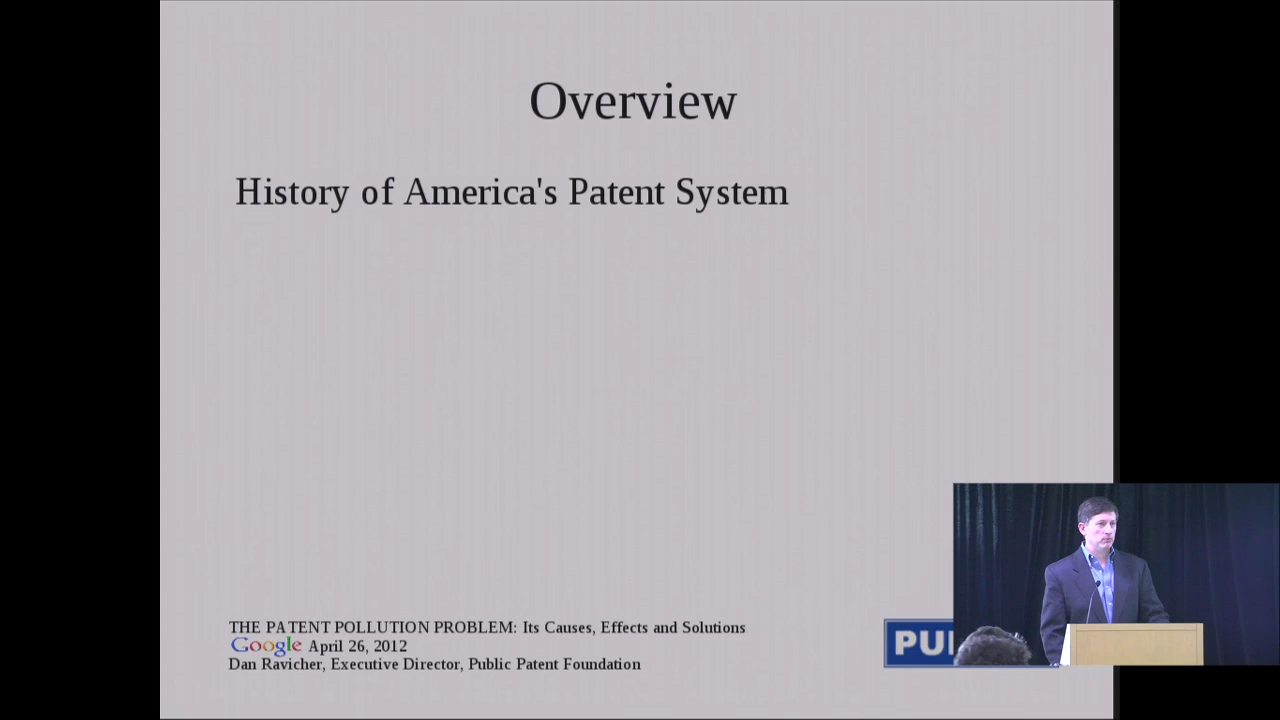 Overview
History of America's Patent System
THE PATENT POLLUTION PROBLEM: Its Causes, Effects and Solutions
Google April 26, 2012
Dan Ravicher, Executive Director, Public Patent Foundation